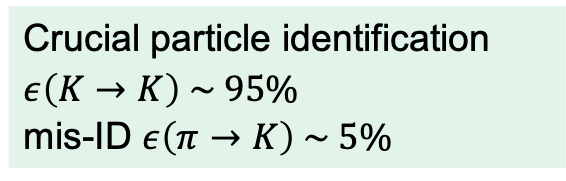 Crucial particle identification
ϵ(K → K) ~ 95%
mis-ID ϵ(π → K) ~ 5%